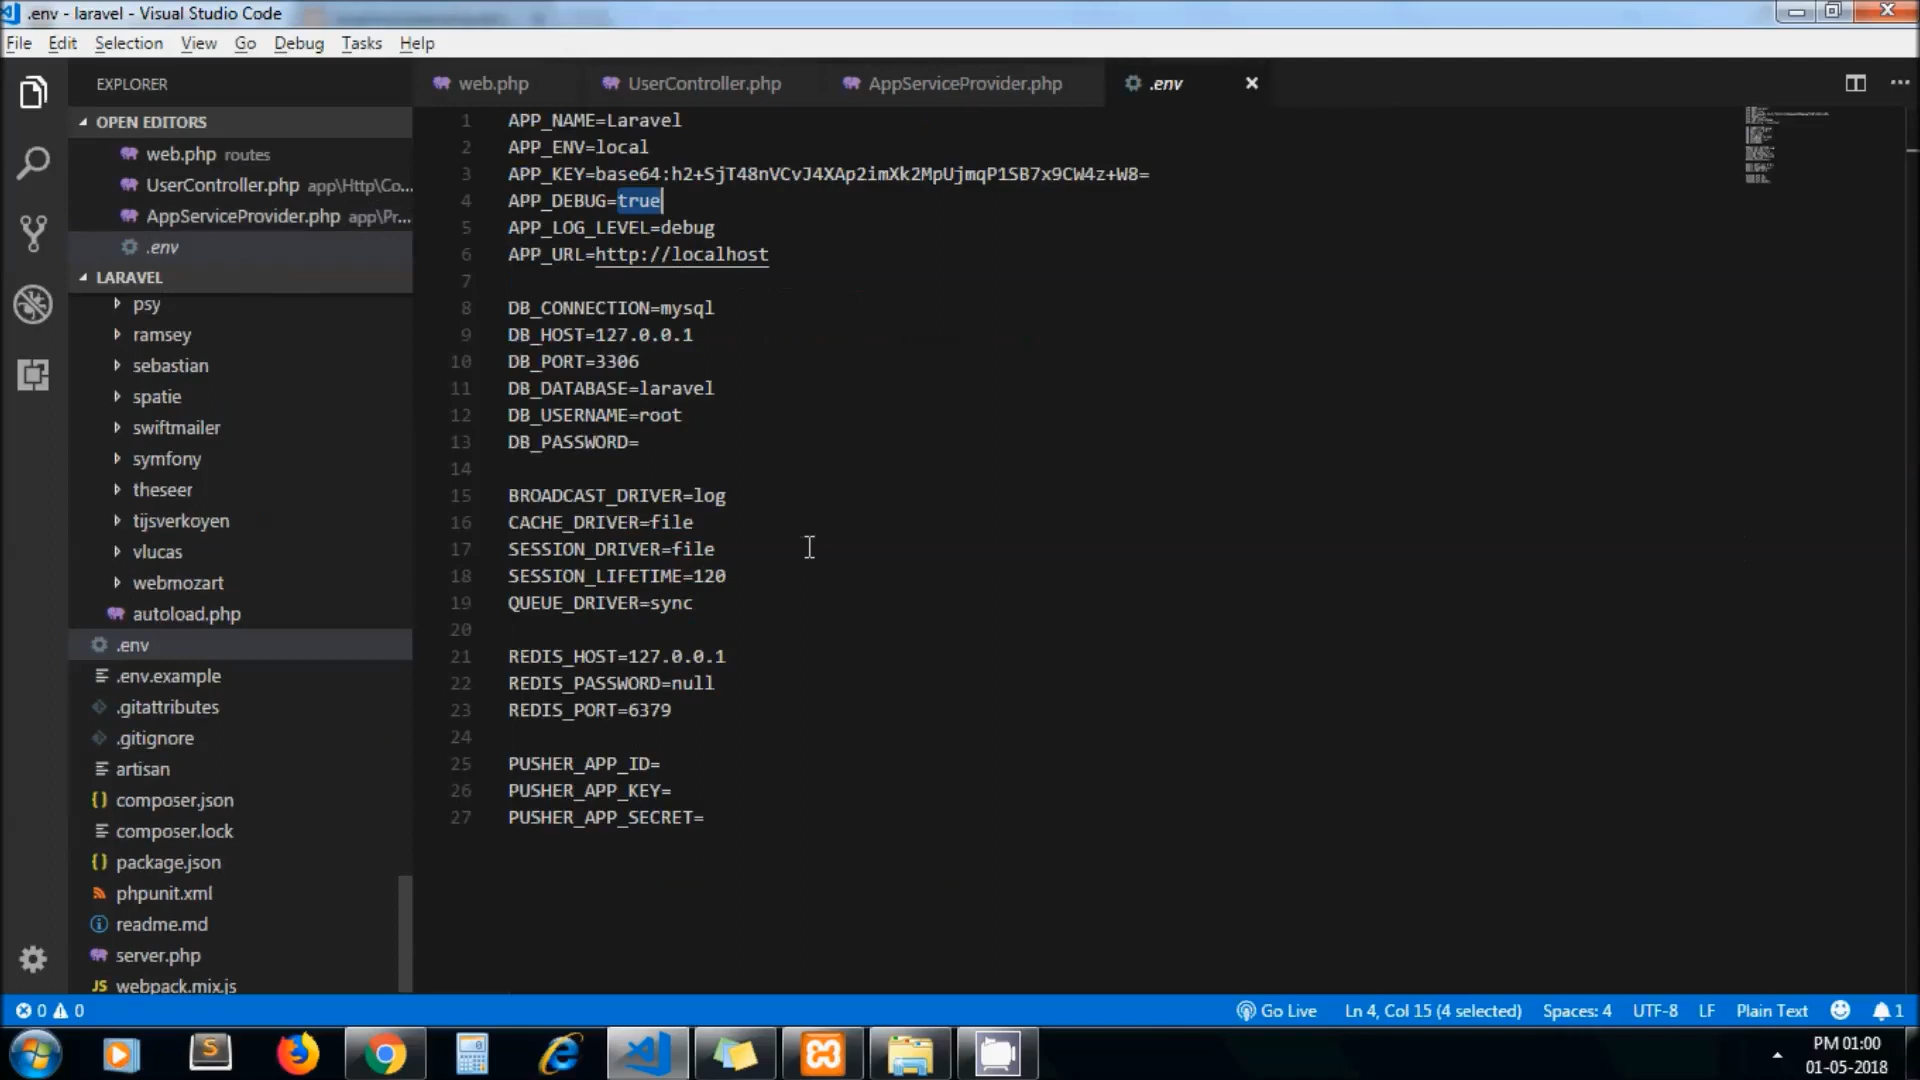 .env - laravel - Visual Studio Code
File Edit Selection View Go Debug Tasks Help
EXPLORER
web.php UserController.php AppServiceProvider.php .env
OPEN EDITORS
web.php routes
UserController.php app\Http\Co...
AppServiceProvider.php app\Pr...
.env
LARAVEL
psy
ramsey
sebastian
spatie
swiftmailer
symfony
theseer
tijsverkoyen
vlucas
webmozart
autoload.php
.env
.env.example
.gitattributes
.gitignore
artisan
composer.json
composer.lock
package.json
phpunit.xml
readme.md
server.php
webpack.mix.js
1 APP_NAME=Laravel
2 APP_ENV=local
3 APP_KEY=base64:h2+SjT48nVCvJ4XAp2imXk2MpUjmqP1SB7x9CW4z+W8=
4 APP_DEBUG=true
5 APP_LOG_LEVEL=debug
6 APP_URL=http://localhost
7
8 DB_CONNECTION=mysql
9 DB_HOST=127.0.0.1
10 DB_PORT=3306
11 DB_DATABASE=laravel
12 DB_USERNAME=root
13 DB_PASSWORD=
14
15 BROADCAST_DRIVER=log
16 CACHE_DRIVER=file
17 SESSION_DRIVER=file
18 SESSION_LIFETIME=120
19 QUEUE_DRIVER=sync
20
21 REDIS_HOST=127.0.0.1
22 REDIS_PASSWORD=null
23 REDIS_PORT=6379
24
25 PUSHER_APP_ID=
26 PUSHER_APP_KEY=
27 PUSHER_APP_SECRET=
0 0 Go Live Ln 4, Col 15 (4 selected) Spaces: 4 UTF-8 LF Plain Text 1
PM 01:00
01-05-2018